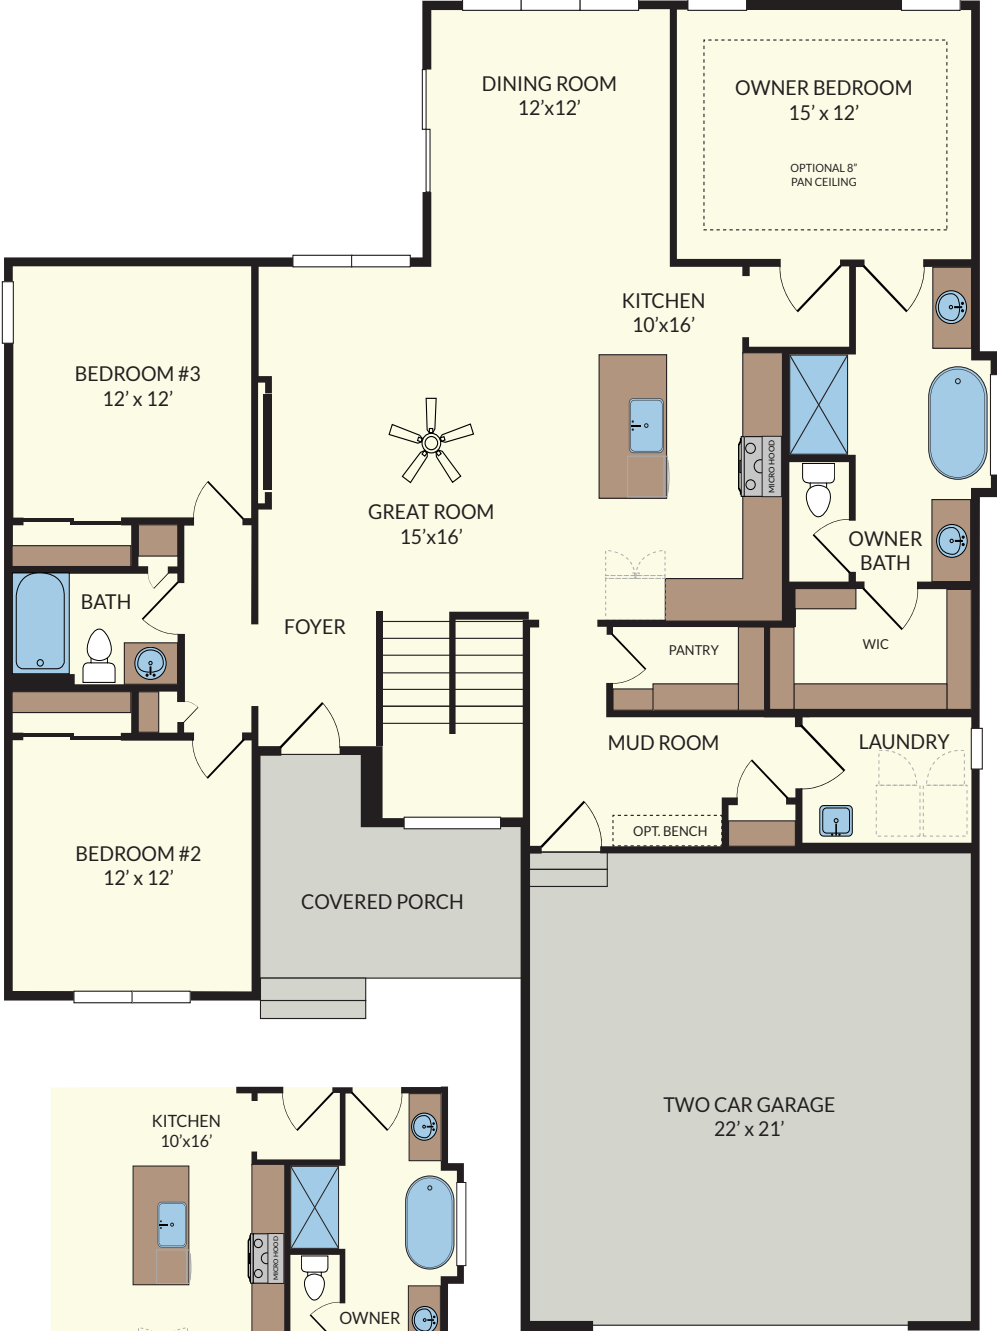 DINING ROOM
12’x12’
OWNER BEDROOM
15’ x 12’
OPTIONAL 8"
PAN CEILING
KITCHEN
10’x16’
BEDROOM #3
12’ x 12’
MICRO HOOD
GREAT ROOM
15’x16’
OWNER
BATH
BATH
FOYER
PANTRY
WIC
MUD ROOM
LAUNDRY
OPT. BENCH
BEDROOM #2
12’ x 12’
COVERED PORCH
TWO CAR GARAGE
22’ x 21’
KITCHEN
10’x16’
MICRO HOOD
OWNER